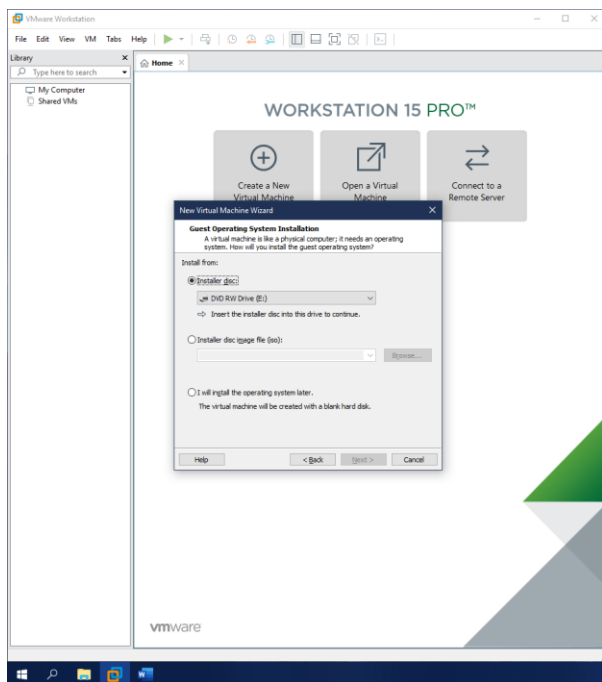 VMware Workstation
File Edit View VM Tabs Help
Library
Type here to search
My Computer
Shared VMs
Home
WORKSTATION 15 PRO™
Create a New
Virtual Machine
Open a Virtual
Machine
Connect to a
Remote Server
New Virtual Machine Wizard
Guest Operating System Installation
A virtual machine is like a physical computer; it needs an operating
system. How will you install the guest operating system?
Install from:
Installer disc:
DVD RW Drive (E:)
Insert the installer disc into this drive to continue.
Installer disc image file (iso):
Browse...
I will install the operating system later.
The virtual machine will be created with a blank hard disk.
Help
< Back
Next >
Cancel
vmware